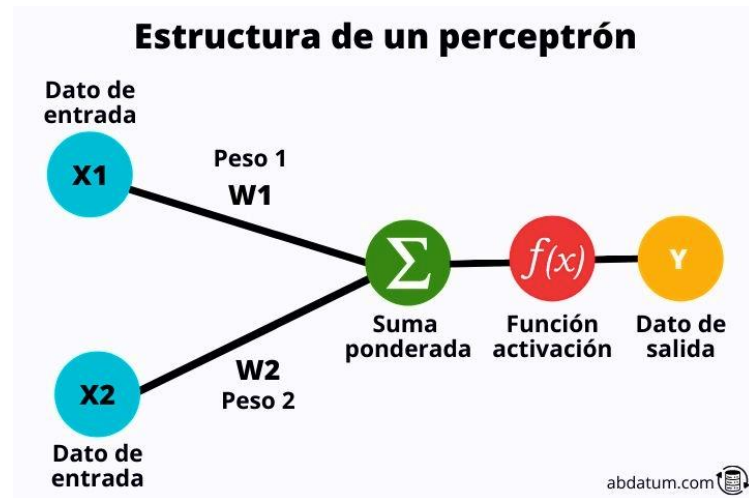 Estructura de un perceptrón
Dato de
entrada
X1
Peso 1
W1
Σ
f(x)
Y
Suma
ponderada
Función
activación
Dato de
salida
W2
Peso 2
X2
Dato de
entrada
abdatum.com